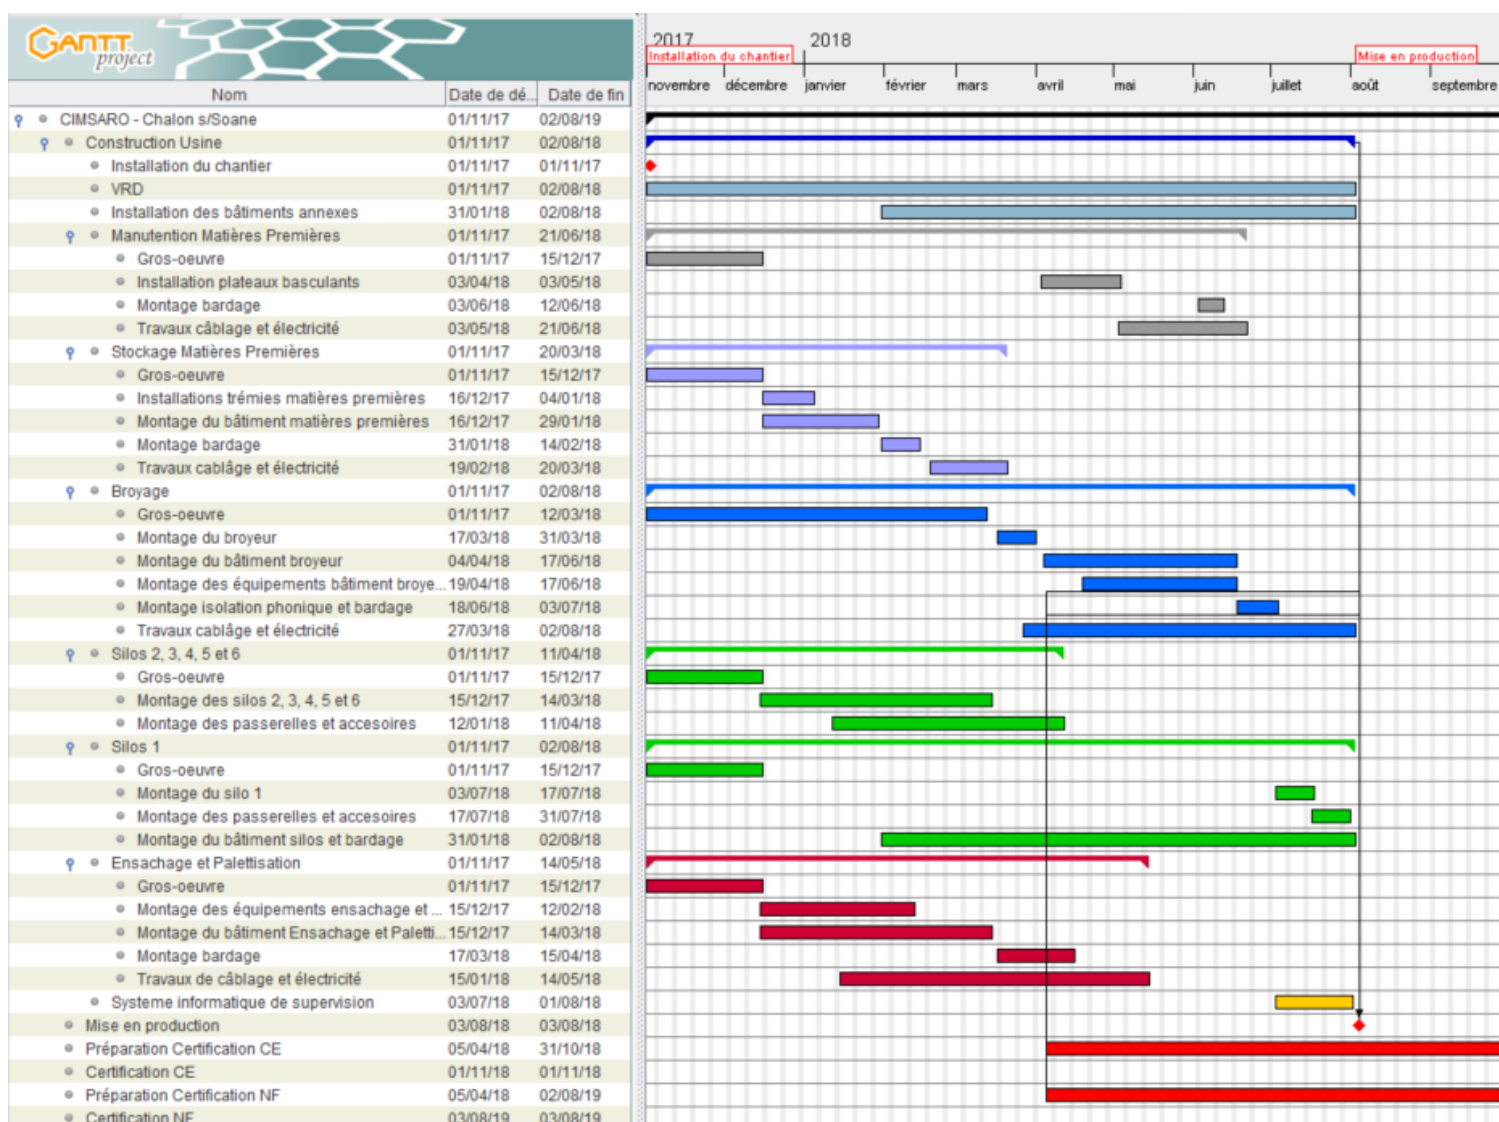 GANTT
project
2017 2018
Installation du chantier Mise en production
novembre décembre janvier février mars avril mai juin juillet août septembre
Nom Date de dé... Date de fin
CIMSARO - Chalon s/Soane 01/11/17 02/08/19
Construction Usine 01/11/17 02/08/18
Installation du chantier 01/11/17 01/11/17
VRD 01/11/17 02/08/18
Installation des bâtiments annexes 31/01/18 02/08/18
Manutention Matières Premières 01/11/17 21/06/18
Gros-oeuvre 01/11/17 15/12/17
Installation plateaux basculants 03/04/18 03/05/18
Montage bardage 03/06/18 12/06/18
Travaux câblage et électricité 03/05/18 21/06/18
Stockage Matières Premières 01/11/17 20/03/18
Gros-oeuvre 01/11/17 15/12/17
Installations trémies matières premières 16/12/17 04/01/18
Montage du bâtiment matières premières 16/12/17 29/01/18
Montage bardage 31/01/18 14/02/18
Travaux cablâge et électricité 19/02/18 20/03/18
Broyage 01/11/17 02/08/18
Gros-oeuvre 01/11/17 12/03/18
Montage du broyeur 17/03/18 31/03/18
Montage du bâtiment broyeur 04/04/18 17/06/18
Montage des équipements bâtiment broye... 19/04/18 17/06/18
Montage isolation phonique et bardage 18/06/18 03/07/18
Travaux cablâge et électricité 27/03/18 02/08/18
Silos 2, 3, 4, 5 et 6 01/11/17 11/04/18
Gros-oeuvre 01/11/17 15/12/17
Montage des silos 2, 3, 4, 5 et 6 15/12/17 14/03/18
Montage des passerelles et accesoires 12/01/18 11/04/18
Silos 1 01/11/17 02/08/18
Gros-oeuvre 01/11/17 15/12/17
Montage du silo 1 03/07/18 17/07/18
Montage des passerelles et accesoires 17/07/18 31/07/18
Montage du bâtiment silos et bardage 31/01/18 02/08/18
Ensachage et Palettisation 01/11/17 14/05/18
Gros-oeuvre 01/11/17 15/12/17
Montage des équipements ensachage et ... 15/12/17 12/02/18
Montage du bâtiment Ensachage et Paletti... 15/12/17 14/03/18
Montage bardage 17/03/18 15/04/18
Travaux de câblage et électricité 15/01/18 14/05/18
Systeme informatique de supervision 03/07/18 01/08/18
Mise en production 03/08/18 03/08/18
Préparation Certification CE 05/04/18 31/10/18
Certification CE 01/11/18 01/11/18
Préparation Certification NF 05/04/18 02/08/19
Certification NF 03/08/19 03/08/19